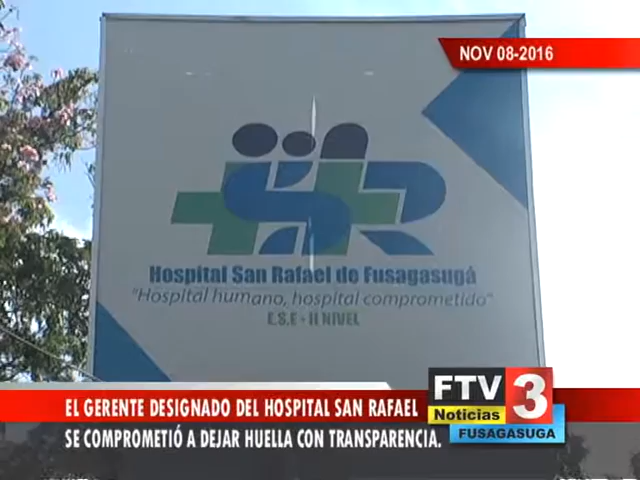 NOV 08-2016
SR
Hospital San Rafael de Fusagasugá
"Hospital humano, hospital comprometido"
E.S.E - II NIVEL
EL GERENTE DESIGNADO DEL HOSPITAL SAN RAFAEL
SE COMPROMETIÓ A DEJAR HUELLA CON TRANSPARENCIA.
FTV 3
Noticias
FUSAGASUGA